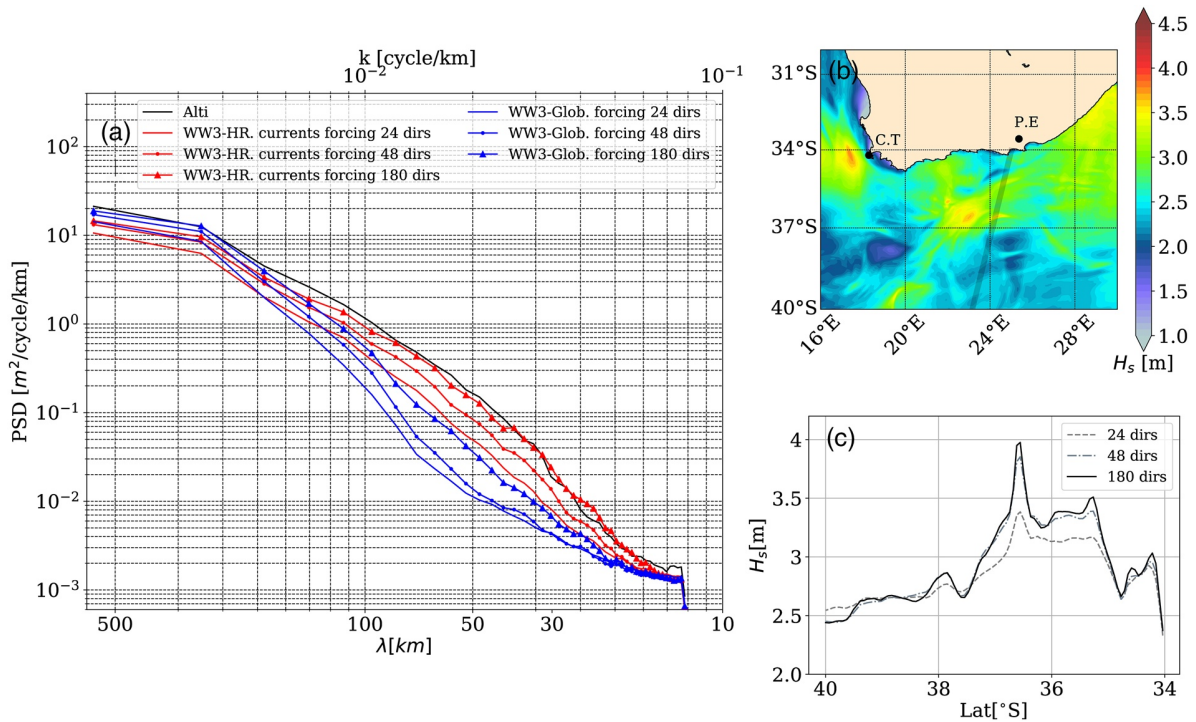 k [cycle/km]
10⁻² 10⁻¹
(a)
Alti
WW3-HR. currents forcing 24 dirs
WW3-HR. currents forcing 48 dirs
WW3-HR. currents forcing 180 dirs
WW3-Glob. forcing 24 dirs
WW3-Glob. forcing 48 dirs
WW3-Glob. forcing 180 dirs
PSD [m²/cycle/km]
10²
10¹
10⁰
10⁻¹
10⁻²
10⁻³
500 100 50 30 10
λ[km]
(b)
31°S
34°S
37°S
40°S
16°E 20°E 24°E 28°E
C.T
P.E
4.5
4.0
3.5
3.0
2.5
2.0
1.5
1.0
Hₛ [m]
(c)
24 dirs
48 dirs
180 dirs
Hₛ[m]
4
3.5
3.0
2.5
2.0
40 38 36 34
Lat[°S]